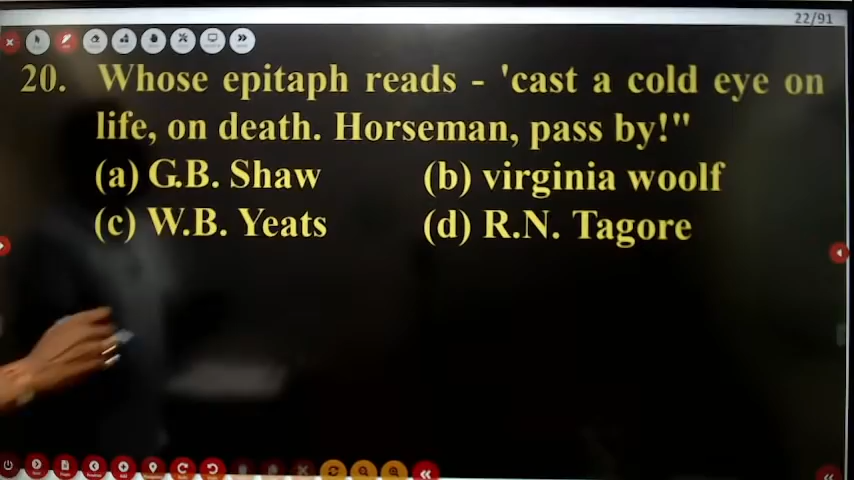 22/91
20. Whose epitaph reads - 'cast a cold eye on
life, on death. Horseman, pass by!"
(a) G.B. Shaw (b) virginia woolf
(c) W.B. Yeats (d) R.N. Tagore